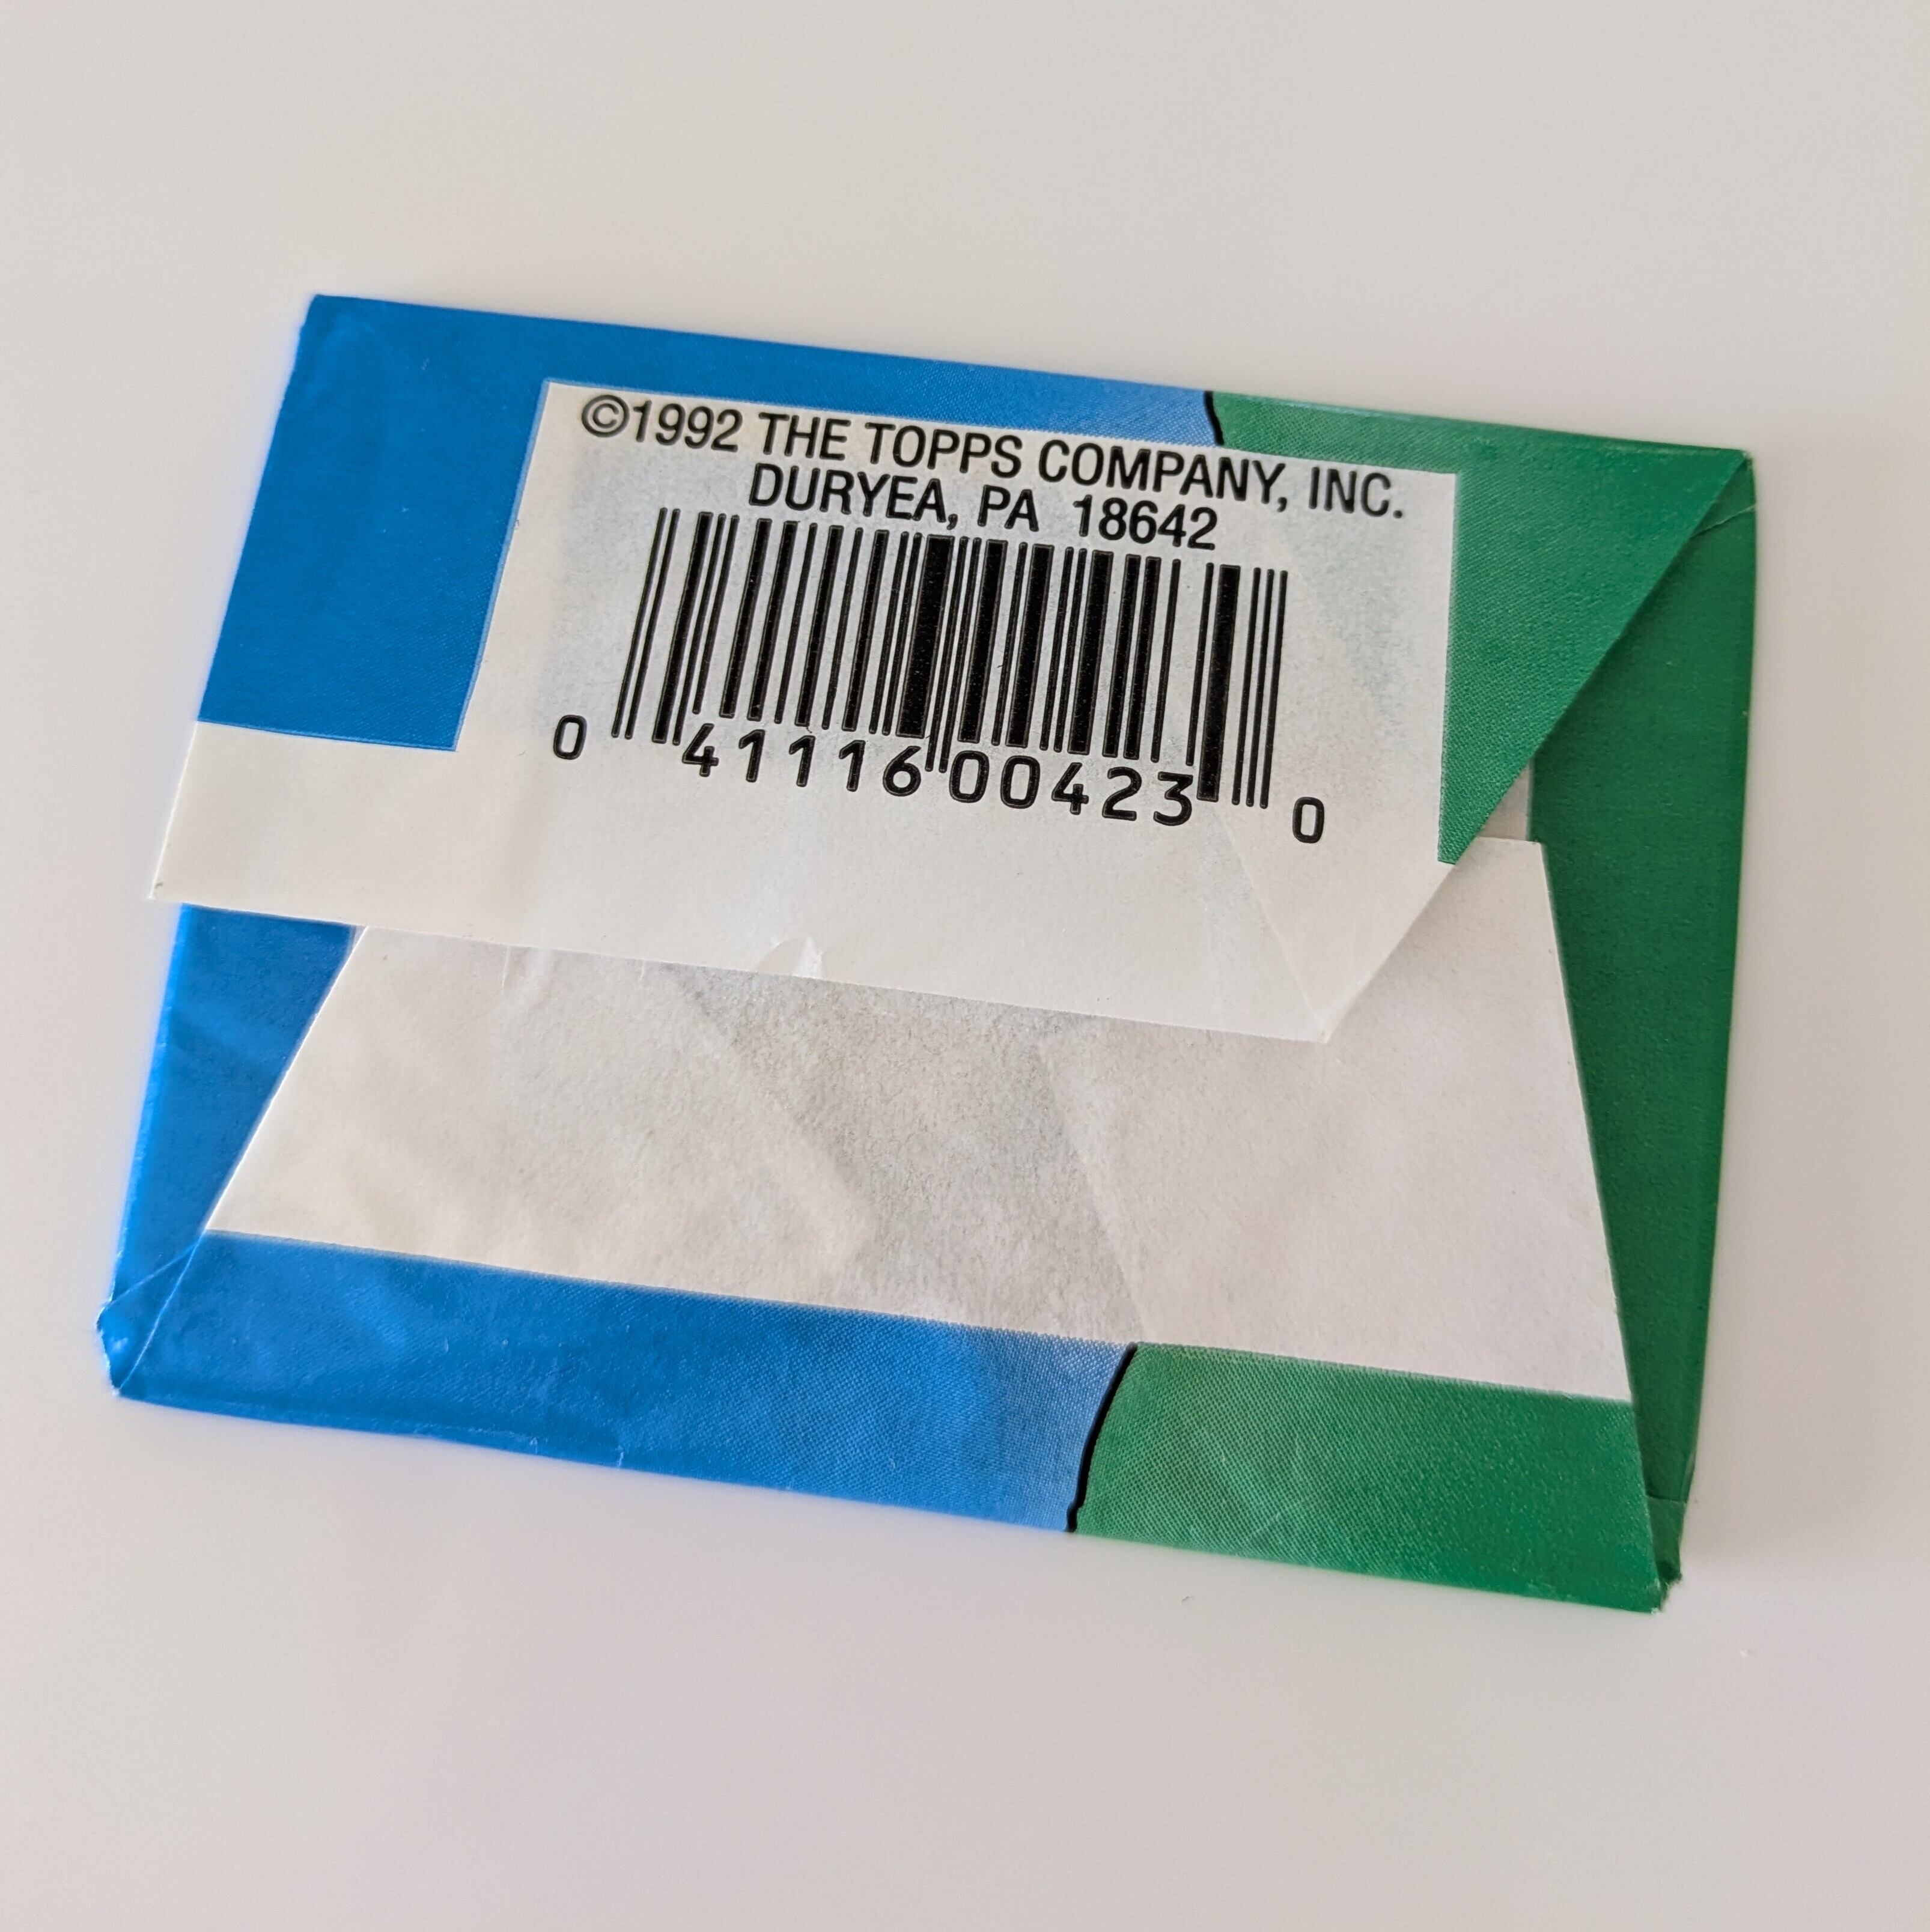 ©1992 THE TOPPS COMPANY, INC.
DURYEA, PA 18642
0 41116 00423 0